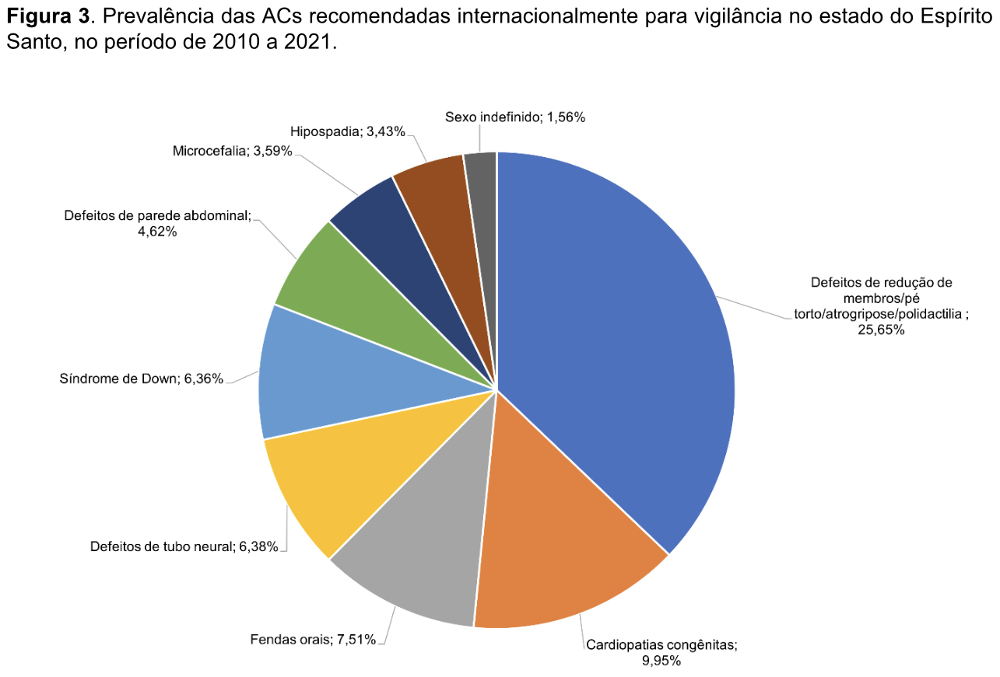 Figura 3. Prevalência das ACs recomendadas internacionalmente para vigilância no estado do Espírito
Santo, no período de 2010 a 2021.
Sexo indefinido; 1,56%
Hipospadia; 3,43%
Microcefalia; 3,59%
Defeitos de parede abdominal;
4,62%
Defeitos de redução de
membros/pé
torto/atrogripose/polidactilia ;
25,65%
Síndrome de Down; 6,36%
Defeitos de tubo neural; 6,38%
Fendas orais; 7,51%
Cardiopatias congênitas;
9,95%